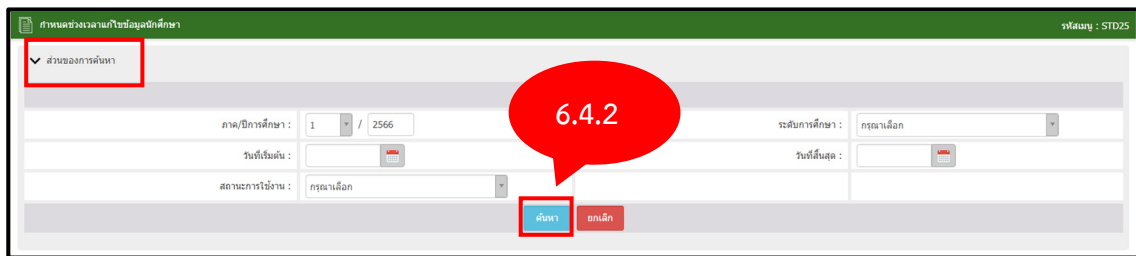 กำหนดช่วงเวลาแก้ไขข้อมูลนักศึกษา รหัสเมนู : STD25
ส่วนของการค้นหา
6.4.2
ภาค/ปีการศึกษา : 1 / 2566 ระดับการศึกษา : กรุณาเลือก
วันที่เริ่มต้น : วันที่สิ้นสุด :
สถานะการใช้งาน : กรุณาเลือก
ค้นหา ยกเลิก